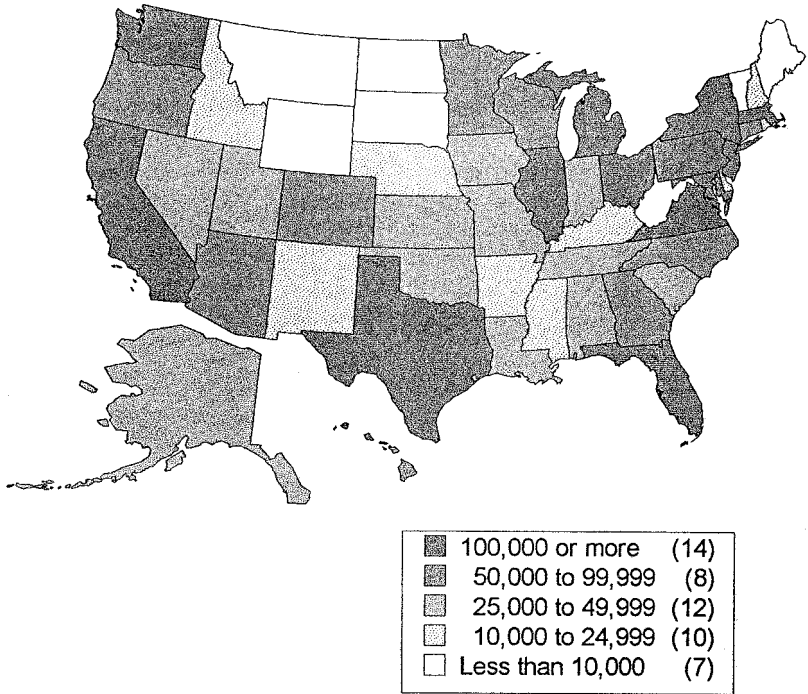 100,000 or more (14)
50,000 to 99,999 (8)
25,000 to 49,999 (12)
10,000 to 24,999 (10)
Less than 10,000 (7)